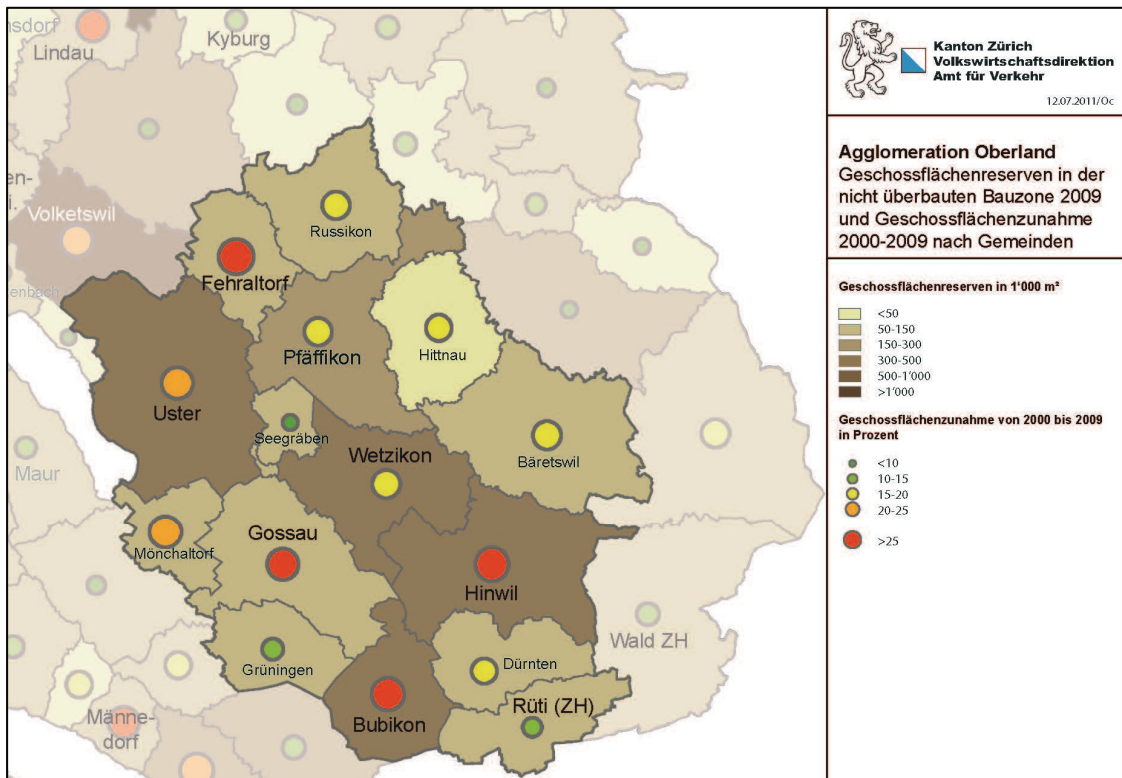 nsdorf
Lindau
Kyburg
en-
i.
Volketswil
enbach
Russikon
Fehraltorf
Pfäffikon
Hittnau
Uster
Seegräben
Wetzikon
Bäretswil
Maur
Mönchaltorf
Gossau
Hinwil
Wald ZH
Grüningen
Dürnten
Rüti (ZH)
Bubikon
Männe-
dorf
Kanton Zürich
Volkswirtschaftsdirektion
Amt für Verkehr
12.07.2011/Oc
Agglomeration Oberland
Geschossflächenreserven in der
nicht überbauten Bauzone 2009
und Geschossflächenzunahme
2000-2009 nach Gemeinden
Geschossflächenreserven in 1'000 m²
<50
50-150
150-300
300-500
500-1'000
>1'000
Geschossflächenzunahme von 2000 bis 2009
in Prozent
<10
10-15
15-20
20-25
>25